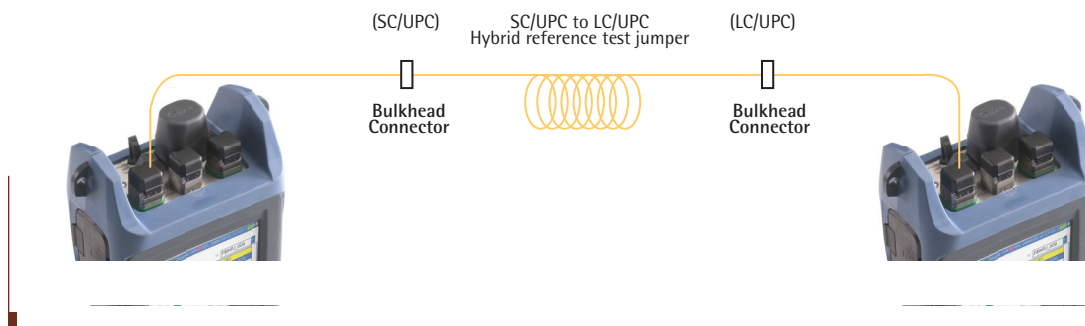 (SC/UPC)
SC/UPC to LC/UPC
Hybrid reference test jumper
(LC/UPC)
Bulkhead
Connector
Bulkhead
Connector